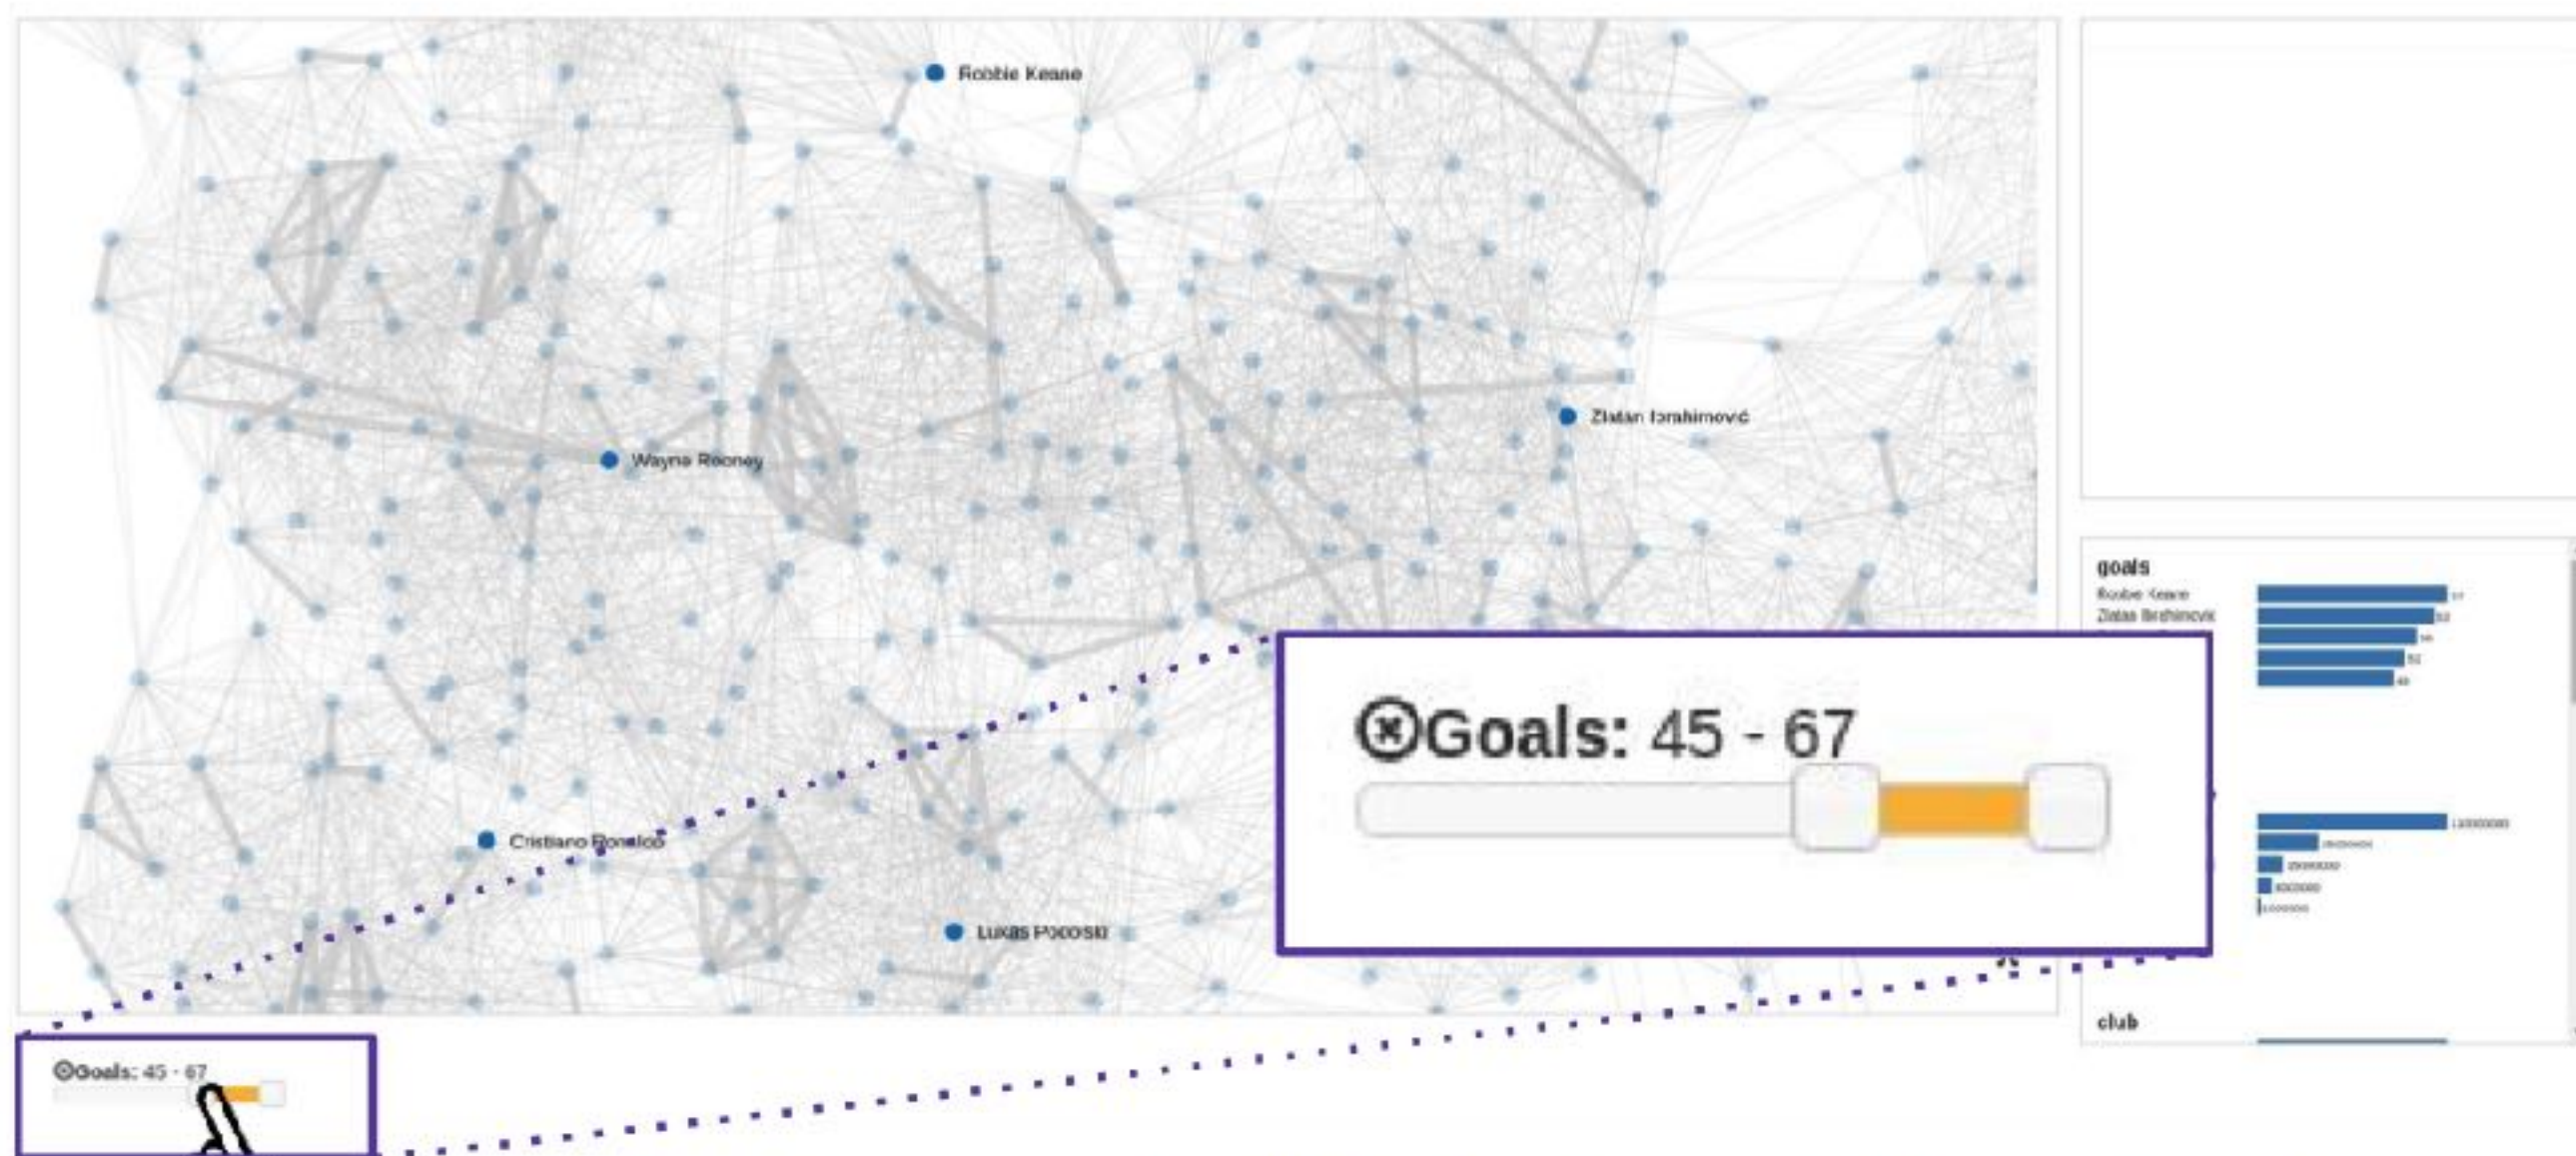 Robbie Keane
Zlatan Ibrahimović
Wayne Rooney
Cristiano Ronaldo
Lukas Podolski
goals
Robbie Keane
Zlatan Ibrahimović
⊗Goals: 45 - 67
club
⊗Goals: 45 - 67